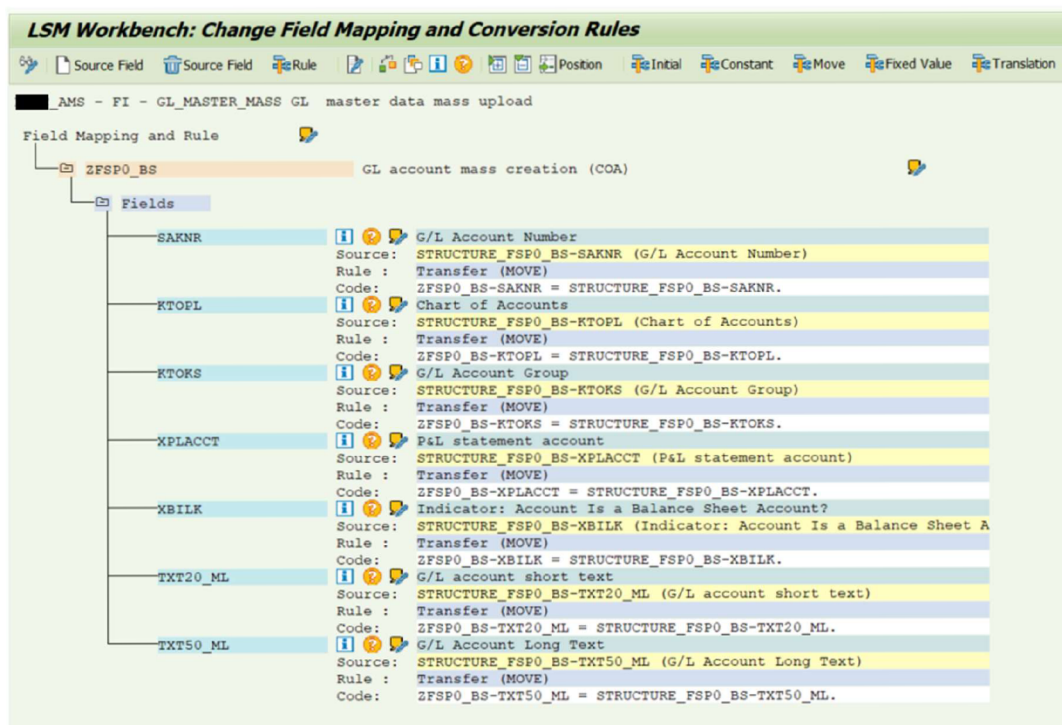 LSM Workbench: Change Field Mapping and Conversion Rules
Source Field Source Field Rule Position Initial Constant Move Fixed Value Translation
_AMS - FI - GL_MASTER_MASS GL master data mass upload
Field Mapping and Rule
ZFSP0_BS GL account mass creation (COA)
Fields
SAKNR G/L Account Number
Source: STRUCTURE_FSP0_BS-SAKNR (G/L Account Number)
Rule : Transfer (MOVE)
Code: ZFSP0_BS-SAKNR = STRUCTURE_FSP0_BS-SAKNR.
KTOPL Chart of Accounts
Source: STRUCTURE_FSP0_BS-KTOPL (Chart of Accounts)
Rule : Transfer (MOVE)
Code: ZFSP0_BS-KTOPL = STRUCTURE_FSP0_BS-KTOPL.
KTOKS G/L Account Group
Source: STRUCTURE_FSP0_BS-KTOKS (G/L Account Group)
Rule : Transfer (MOVE)
Code: ZFSP0_BS-KTOKS = STRUCTURE_FSP0_BS-KTOKS.
XPLACCT P&L statement account
Source: STRUCTURE_FSP0_BS-XPLACCT (P&L statement account)
Rule : Transfer (MOVE)
Code: ZFSP0_BS-XPLACCT = STRUCTURE_FSP0_BS-XPLACCT.
XBILK Indicator: Account Is a Balance Sheet Account?
Source: STRUCTURE_FSP0_BS-XBILK (Indicator: Account Is a Balance Sheet A
Rule : Transfer (MOVE)
Code: ZFSP0_BS-XBILK = STRUCTURE_FSP0_BS-XBILK.
TXT20_ML G/L account short text
Source: STRUCTURE_FSP0_BS-TXT20_ML (G/L account short text)
Rule : Transfer (MOVE)
Code: ZFSP0_BS-TXT20_ML = STRUCTURE_FSP0_BS-TXT20_ML.
TXT50_ML G/L Account Long Text
Source: STRUCTURE_FSP0_BS-TXT50_ML (G/L Account Long Text)
Rule : Transfer (MOVE)
Code: ZFSP0_BS-TXT50_ML = STRUCTURE_FSP0_BS-TXT50_ML.